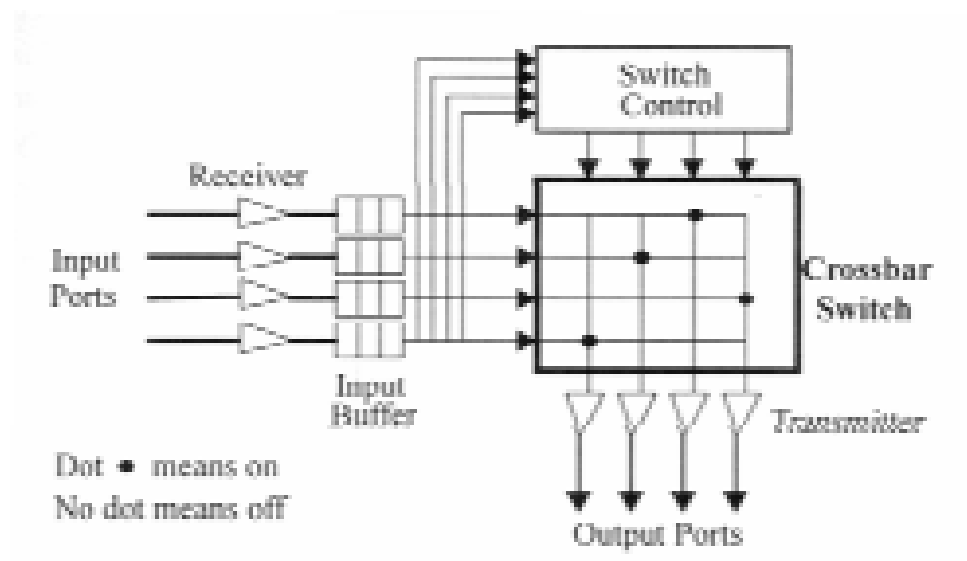 Switch
Control
Receiver
Input
Ports
Crossbar
Switch
Input
Buffer
Transmitter
Dot • means on
No dot means off
Output Ports